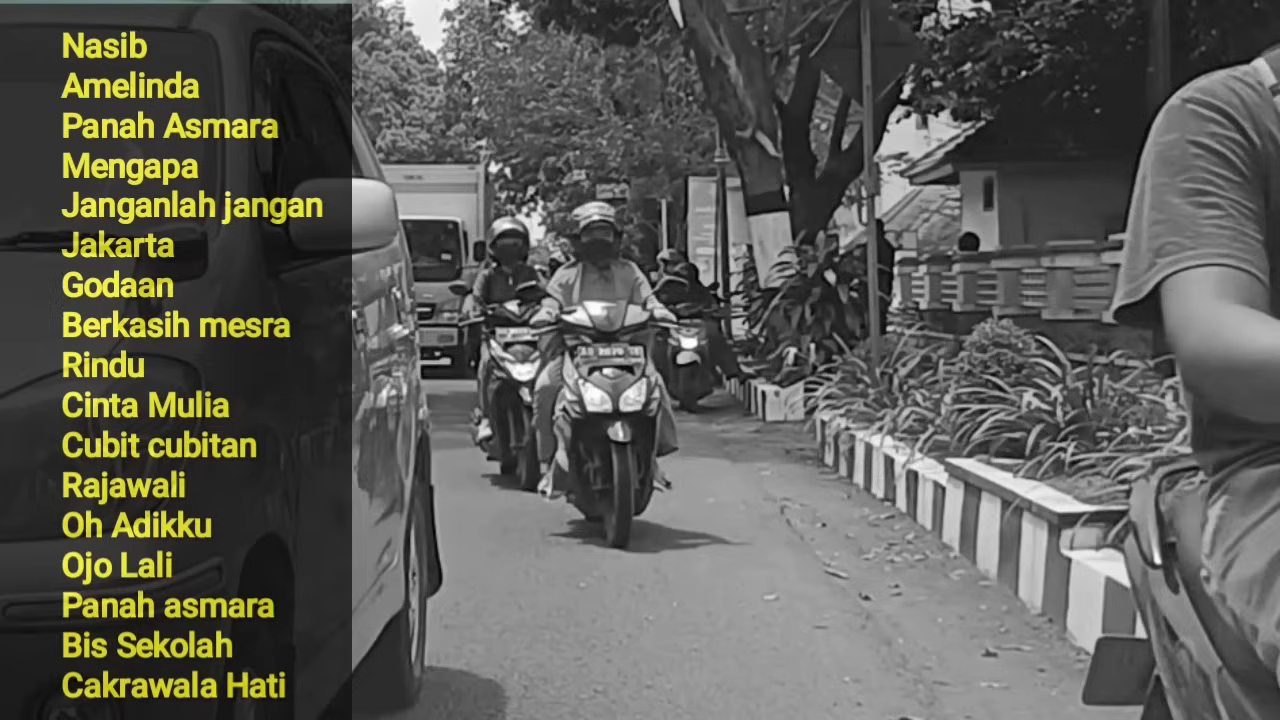 Nasib
Amelinda
Panah Asmara
Mengapa
Janganlah jangan
Jakarta
Godaan
Berkasih mesra
Rindu
Cinta Mulia
Cubit cubitan
Rajawali
Oh Adikku
Ojo Lali
Panah asmara
Bis Sekolah
Cakrawala Hati